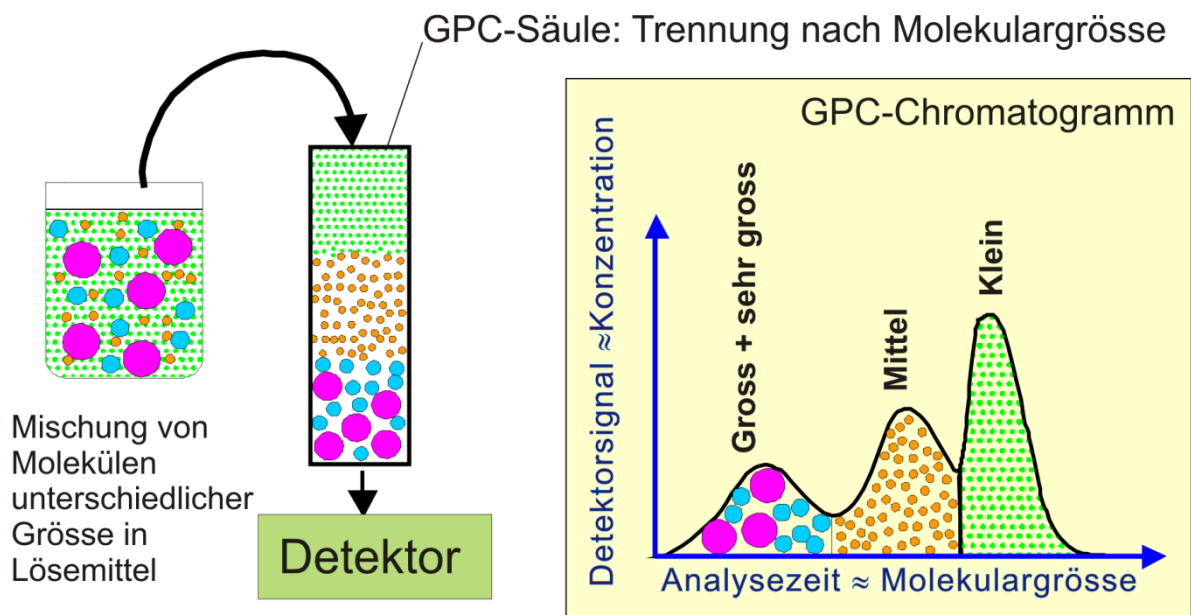 GPC-Säule: Trennung nach Molekulargrösse
Mischung von
Molekülen
unterschiedlicher
Grösse in
Lösemittel
Detektor
GPC-Chromatogramm
Detektorsignal ≈Konzentration
Gross + sehr gross
Mittel
Klein
Analysezeit ≈ Molekulargrösse